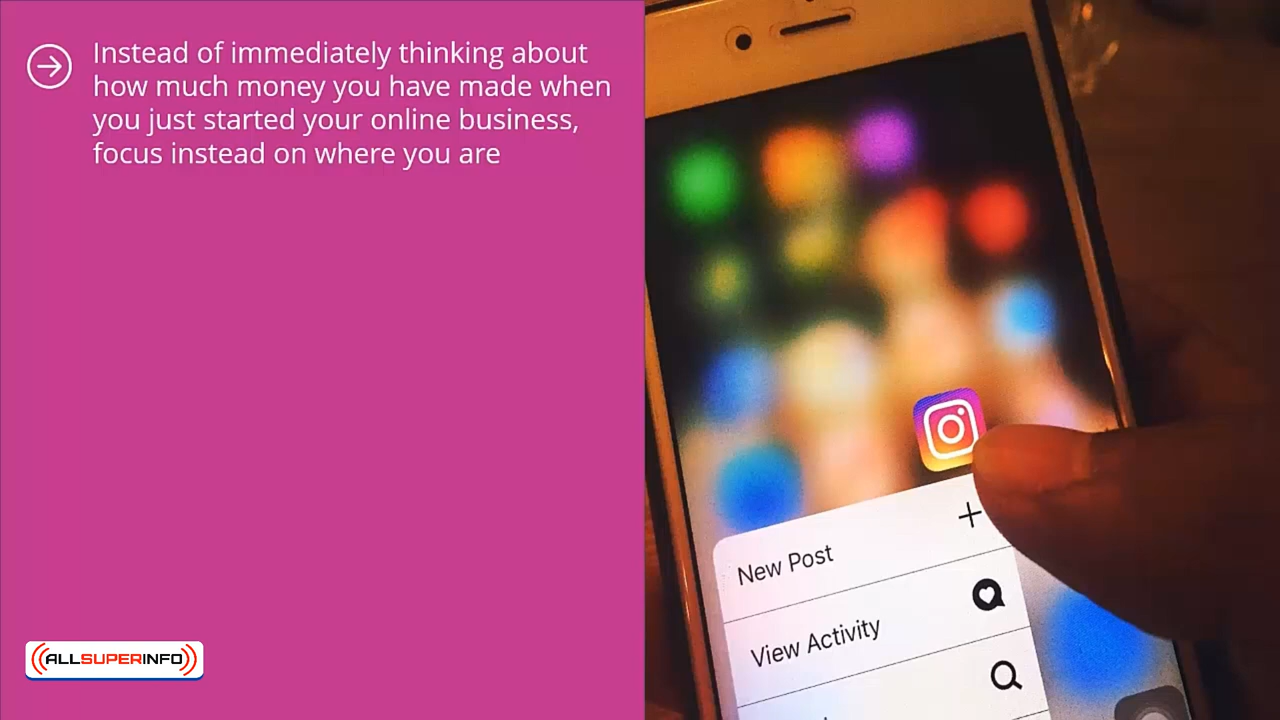 Instead of immediately thinking about
how much money you have made when
you just started your online business,
focus instead on where you are
ALLSUPERINFO
New Post
View Activity